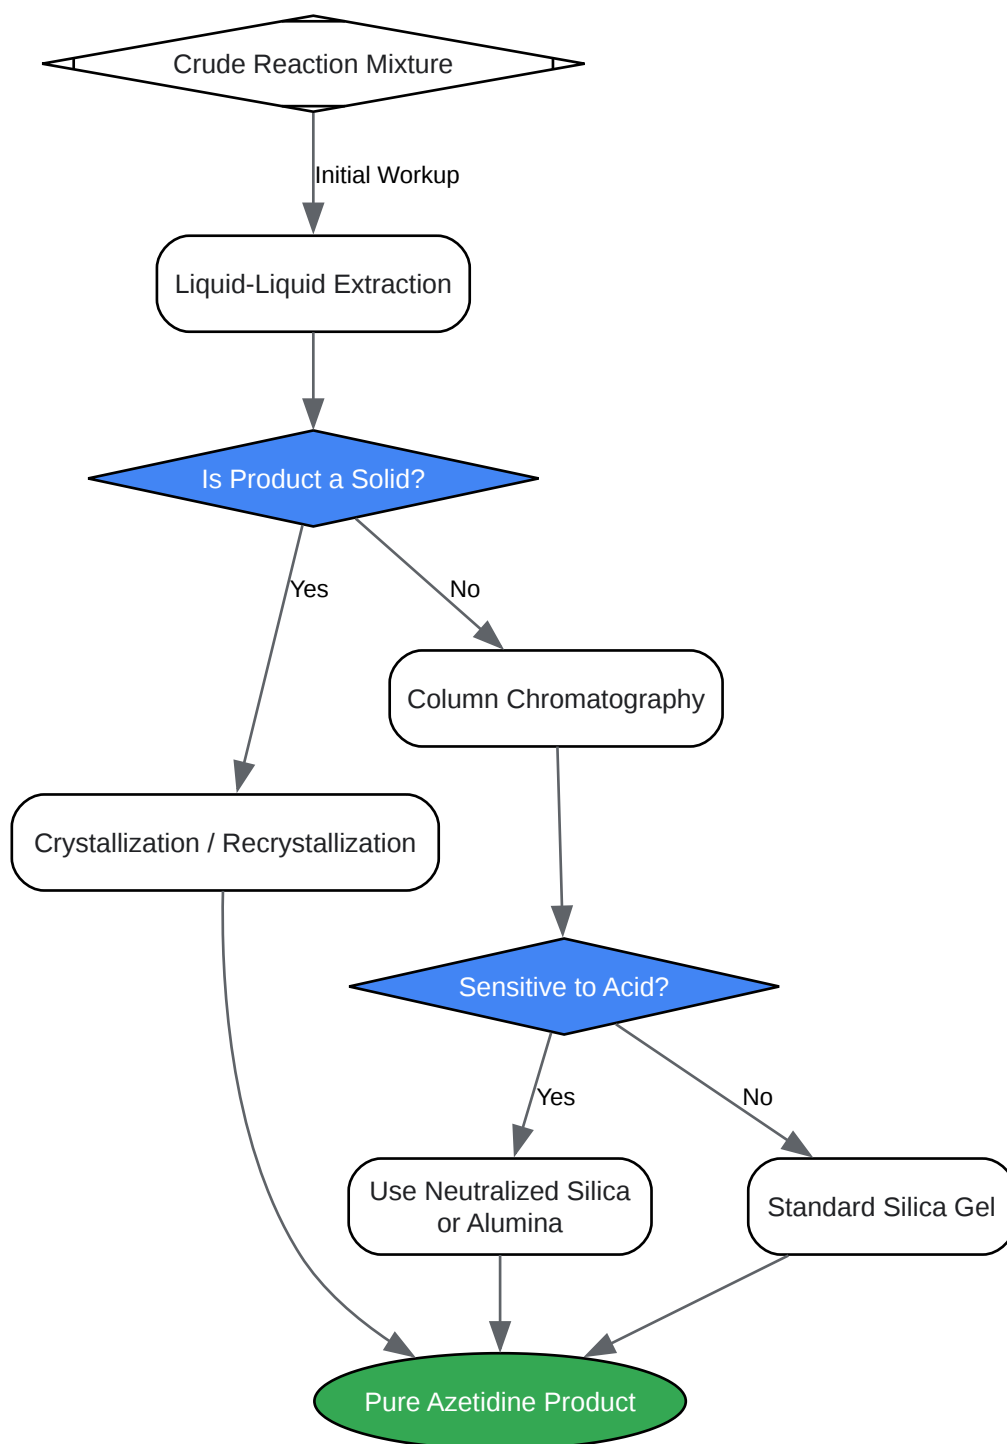 Crude Reaction Mixture
Initial Workup
Liquid-Liquid Extraction
Is Product a Solid?
Yes
No
Column Chromatography
Crystallization / Recrystallization
Sensitive to Acid?
Yes
No
Use Neutralized Silica
or Alumina
Standard Silica Gel
Pure Azetidine Product